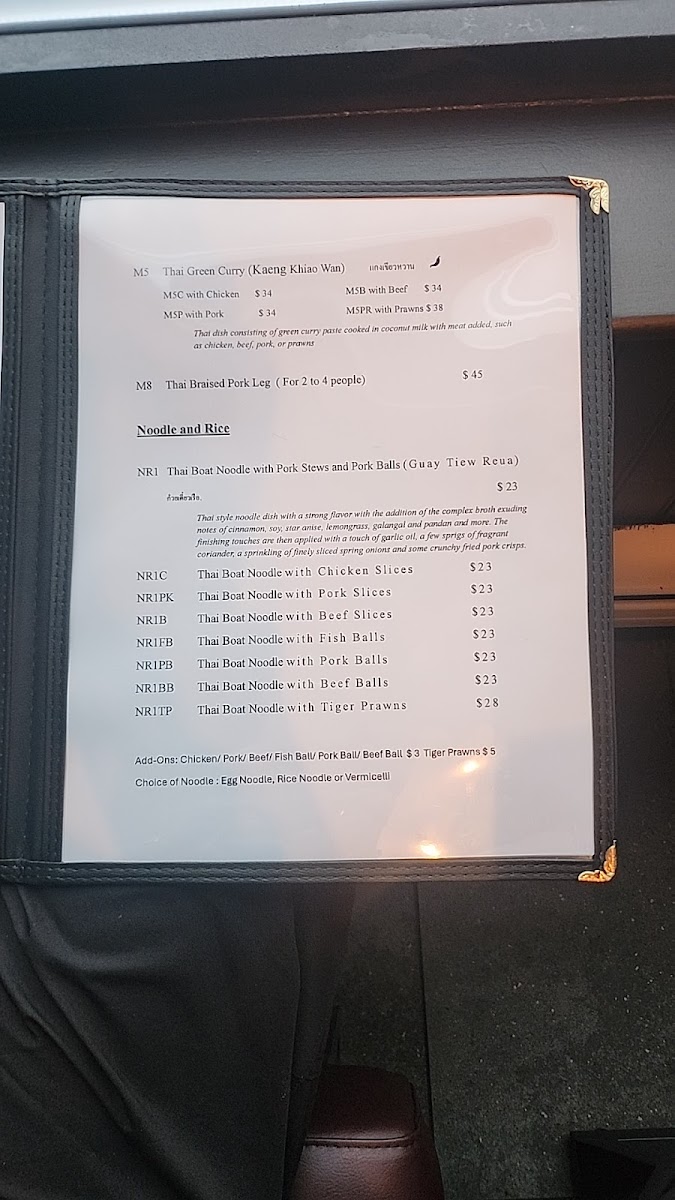 M5 Thai Green Curry (Kaeng Khiao Wan) แกงเขียวหวาน
M5C with Chicken $ 34 M5B with Beef $ 34
M5P with Pork $ 34 M5PR with Prawns $ 38
Thai dish consisting of green curry paste cooked in coconut milk with meat added, such
as chicken, beef, pork, or prawns
M8 Thai Braised Pork Leg ( For 2 to 4 people) $ 45
Noodle and Rice
NR1 Thai Boat Noodle with Pork Stews and Pork Balls (Guay Tiew Reua)
ก๋วยเตี๋ยวเรือ. $ 23
Thai style noodle dish with a strong flavor with the addition of the complex broth exuding
notes of cinnamon, soy, star anise, lemongrass, galangal and pandan and more. The
finishing touches are then applied with a touch of garlic oil, a few sprigs of fragrant
coriander, a sprinkling of finely sliced spring onions and some crunchy fried pork crisps.
NR1C Thai Boat Noodle with Chicken Slices $23
NR1PK Thai Boat Noodle with Pork Slices $23
NR1B Thai Boat Noodle with Beef Slices $23
NR1FB Thai Boat Noodle with Fish Balls $23
NR1PB Thai Boat Noodle with Pork Balls $23
NR1BB Thai Boat Noodle with Beef Balls $23
NR1TP Thai Boat Noodle with Tiger Prawns $28
Add-Ons: Chicken/ Pork/ Beef/ Fish Ball/ Pork Ball/ Beef Ball $ 3 Tiger Prawns $ 5
Choice of Noodle : Egg Noodle, Rice Noodle or Vermicelli